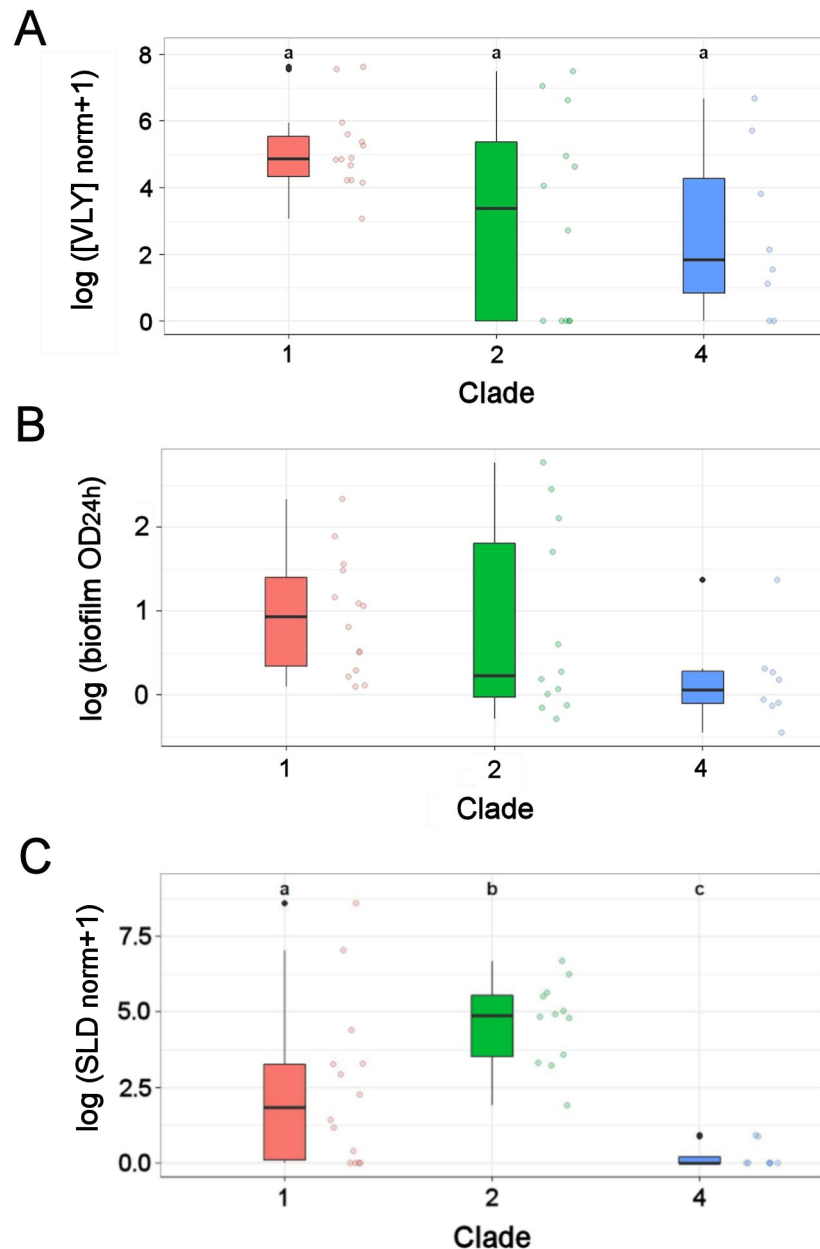 A
a a a
8
6
4
2
0
log ([VLY] norm+1)
1 2 4
Clade
B
2
1
0
log (biofilm OD24h)
1 2 4
Clade
C
a b c
7.5
5.0
2.5
0.0
log (SLD norm+1)
1 2 4
Clade